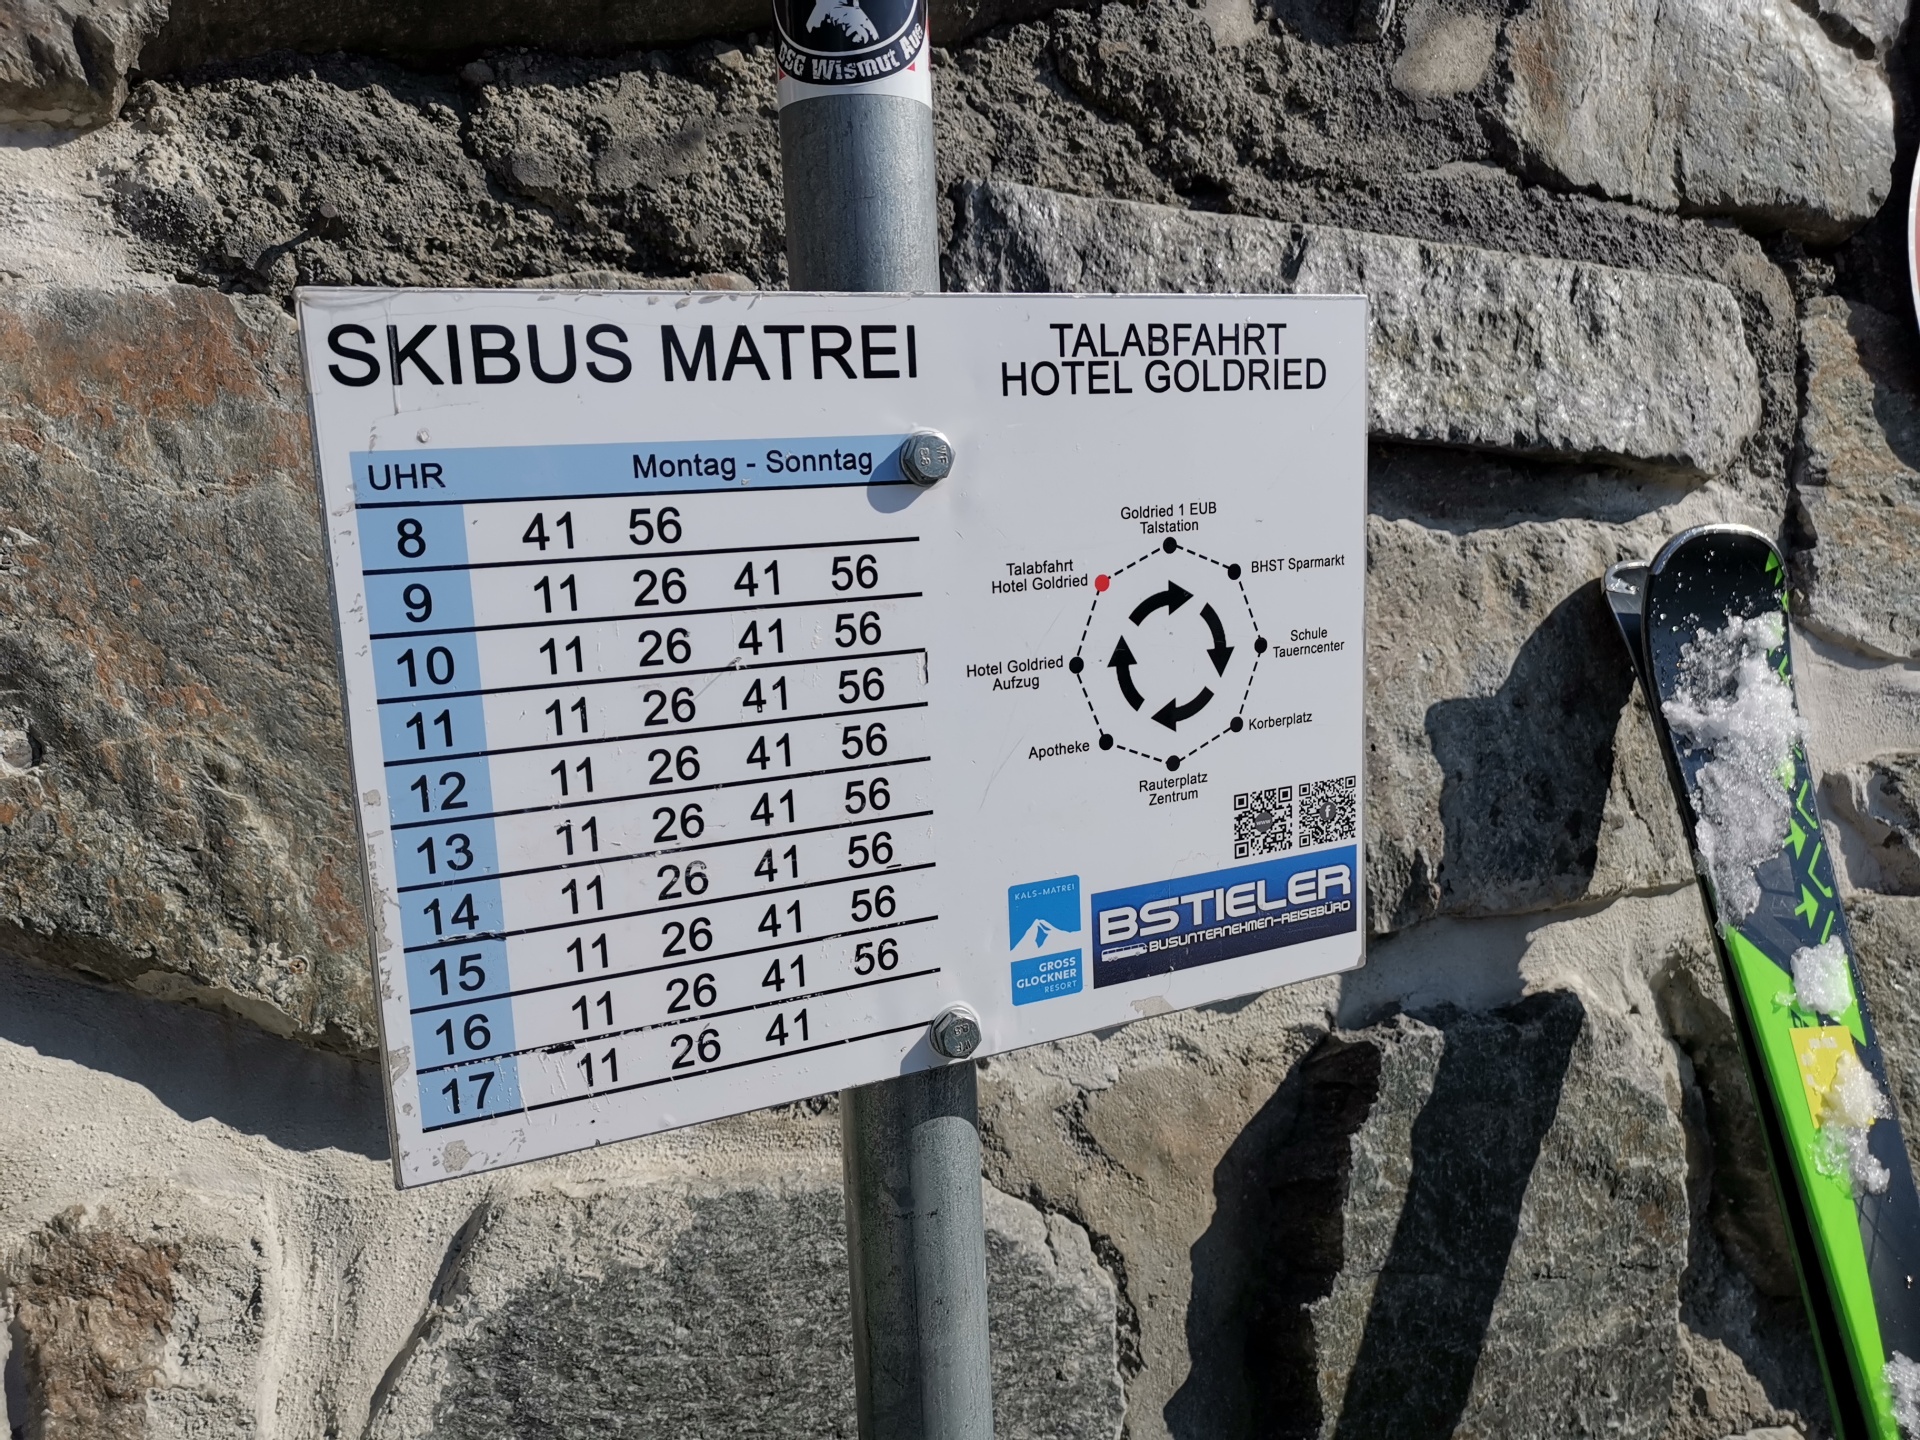 BSG Wismut Aue
SKIBUS MATREI
UHR Montag - Sonntag
8 41 56
9 11 26 41 56
10 11 26 41 56
11 11 26 41 56
12 11 26 41 56
13 11 26 41 56
14 11 26 41 56
15 11 26 41 56
16 11 26 41 56
17 11 26 41
TALABFAHRT
HOTEL GOLDRIED
Goldried 1 EUB
Talstation
BHST Sparmarkt
Schule
Tauerncenter
Korberplatz
Rauterplatz
Zentrum
Apotheke
Hotel Goldried
Aufzug
Talabfahrt
Hotel Goldried
KALS-MATREI
GROSS
GLOCKNER
RESORT
BSTIELER
BUSUNTERNEHMEN-REISEBÜRO